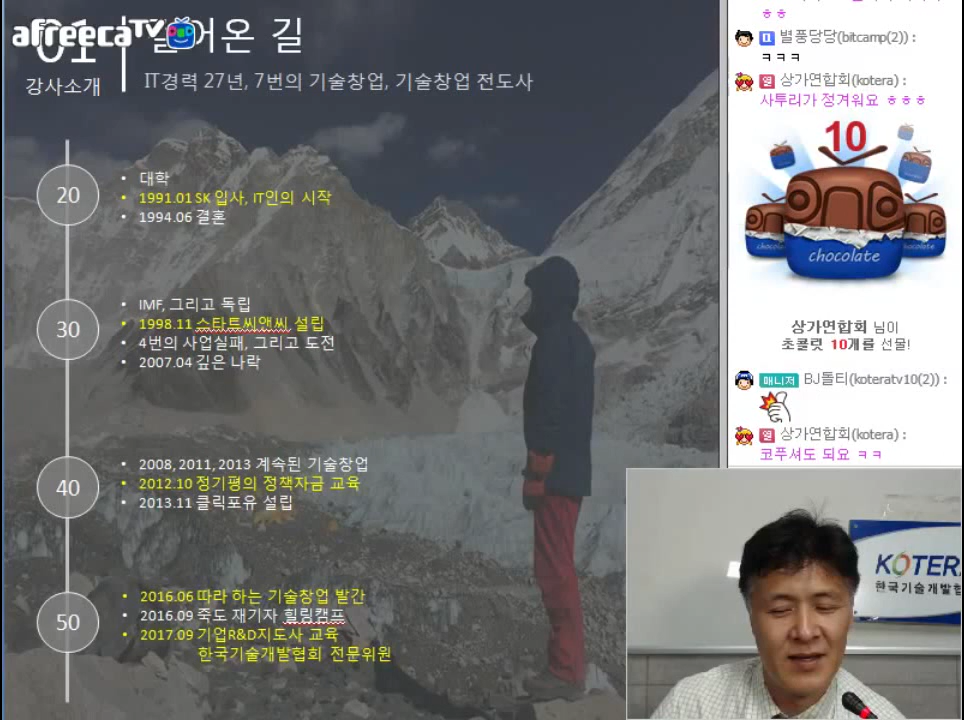 afreecaTV
어온 길
강사소개
IT경력 27년, 7번의 기술창업, 기술창업 전도사
20
• 대학
• 1991.01 SK 입사, IT인의 시작
• 1994.06 결혼
30
• IMF, 그리고 독립
• 1998.11 스타트씨앤씨 설립
• 4번의 사업실패, 그리고 도전
• 2007.04 깊은 나락
40
• 2008, 2011, 2013 계속된 기술창업
• 2012.10 정기평의 정책자금 교육
• 2013.11 클릭포유 설립
50
• 2016.06 따라 하는 기술창업 발간
• 2016.09 죽도 재기자 힐링캠프
• 2017.09 기업R&D지도사 교육
한국기술개발협회 전문위원
ㅎㅎ
별풍당당(bitcamp(2)) :
ㅋㅋㅋ
열 상가연합회(kotera) :
사투리가 정겨워요 ㅎㅎㅎ
10
chocolate
상가연합회 님이
초콜릿 10개를 선물!
매니저 BJ돌티(koteratv10(2)) :
열 상가연합회(kotera) :
코푸셔도 되요 ㅋㅋ
KOTER
한국기술개발협